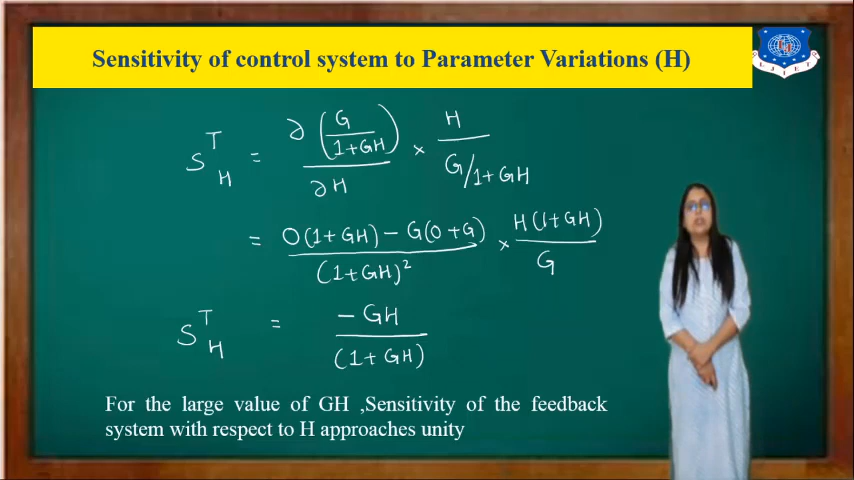 Sensitivity of control system to Parameter Variations (H)
L J I E T
S^T_H = ∂(G/(1+GH))/∂H × H/(G/1+GH)
= (0(1+GH) − G(0+G))/(1+GH)² × H(1+GH)/G
S^T_H = −GH/(1+GH)
For the large value of GH ,Sensitivity of the feedback
system with respect to H approaches unity